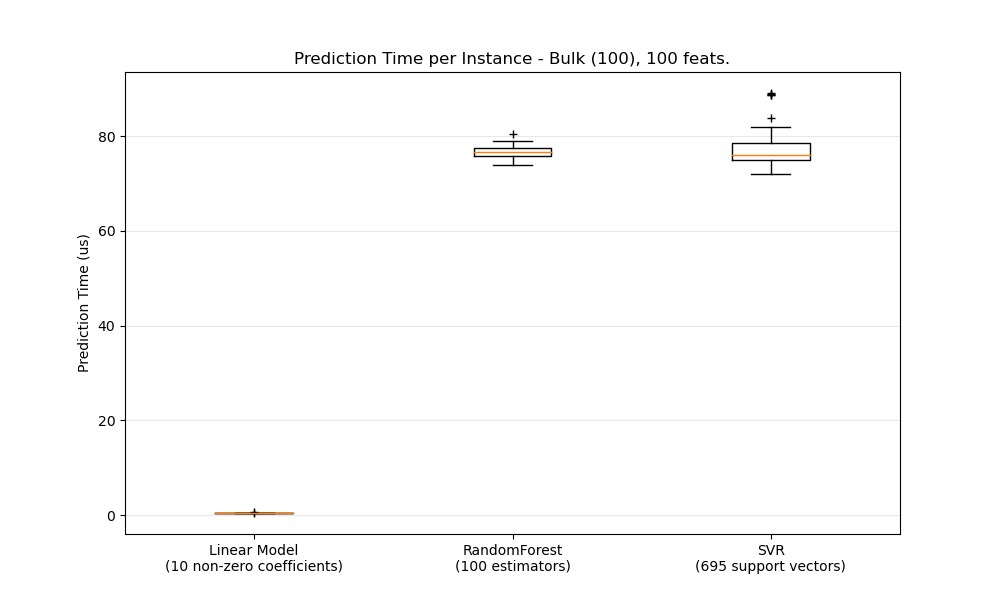 Prediction Time per Instance - Bulk (100), 100 feats.
80
60
40
20
0
Prediction Time (us)
Linear Model
(10 non-zero coefficients)
RandomForest
(100 estimators)
SVR
(695 support vectors)